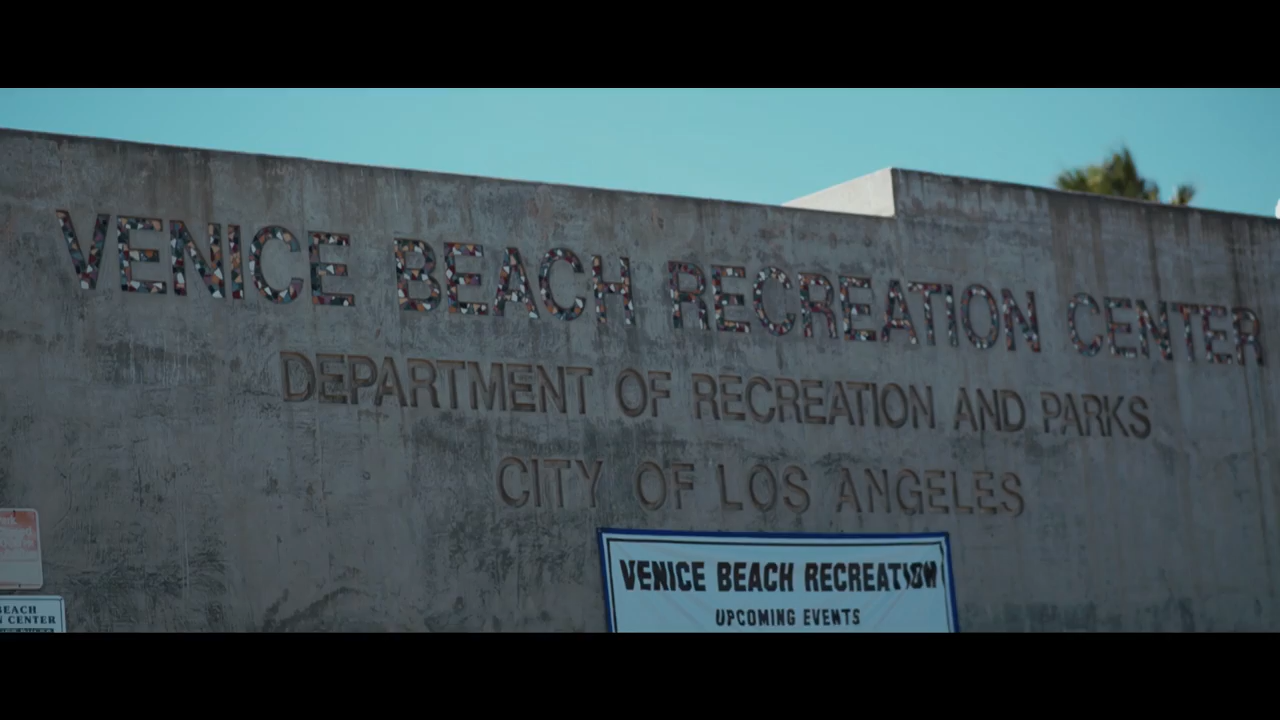 VENICE BEACH RECREATION CENTER
DEPARTMENT OF RECREATION AND PARKS
CITY OF LOS ANGELES
VENICE BEACH RECREATION
UPCOMING EVENTS
BEACH
CENTER